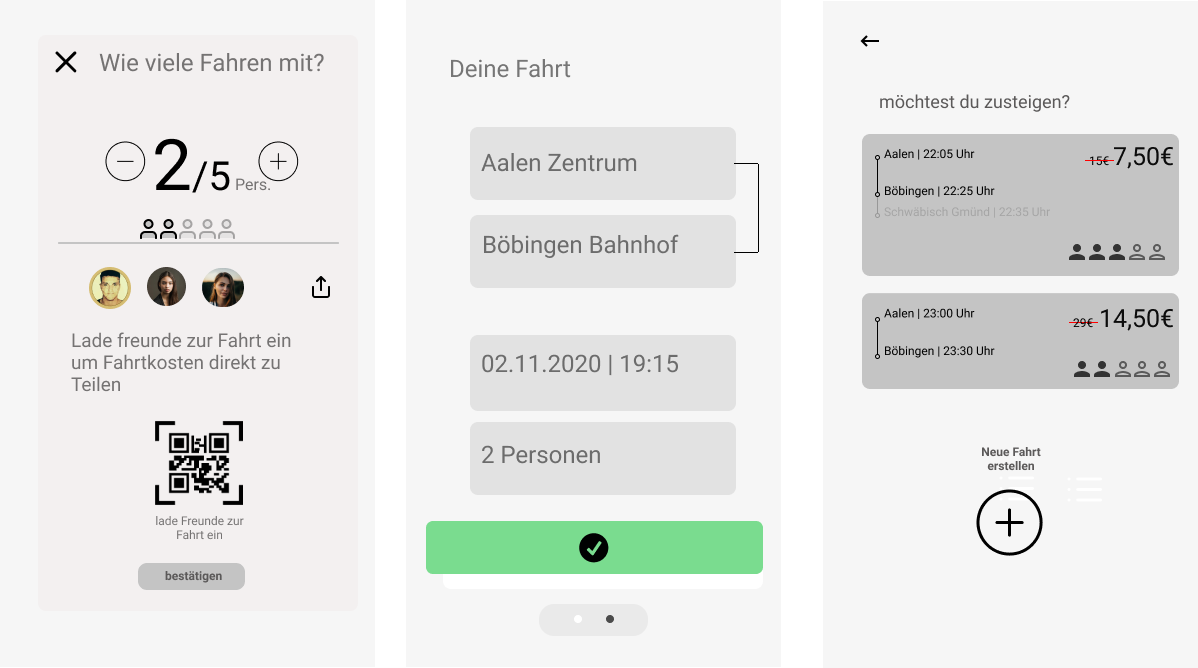 Wie viele Fahren mit?
2/5 Pers.
Lade freunde zur Fahrt ein
um Fahrtkosten direkt zu
Teilen
lade Freunde zur
Fahrt ein
bestätigen
Deine Fahrt
Aalen Zentrum
Böbingen Bahnhof
02.11.2020 | 19:15
2 Personen
möchtest du zusteigen?
Aalen | 22:05 Uhr
15€ 7,50€
Böbingen | 22:25 Uhr
Schwäbisch Gmünd | 22:35 Uhr
Aalen | 23:00 Uhr
29€ 14,50€
Böbingen | 23:30 Uhr
Neue Fahrt
erstellen